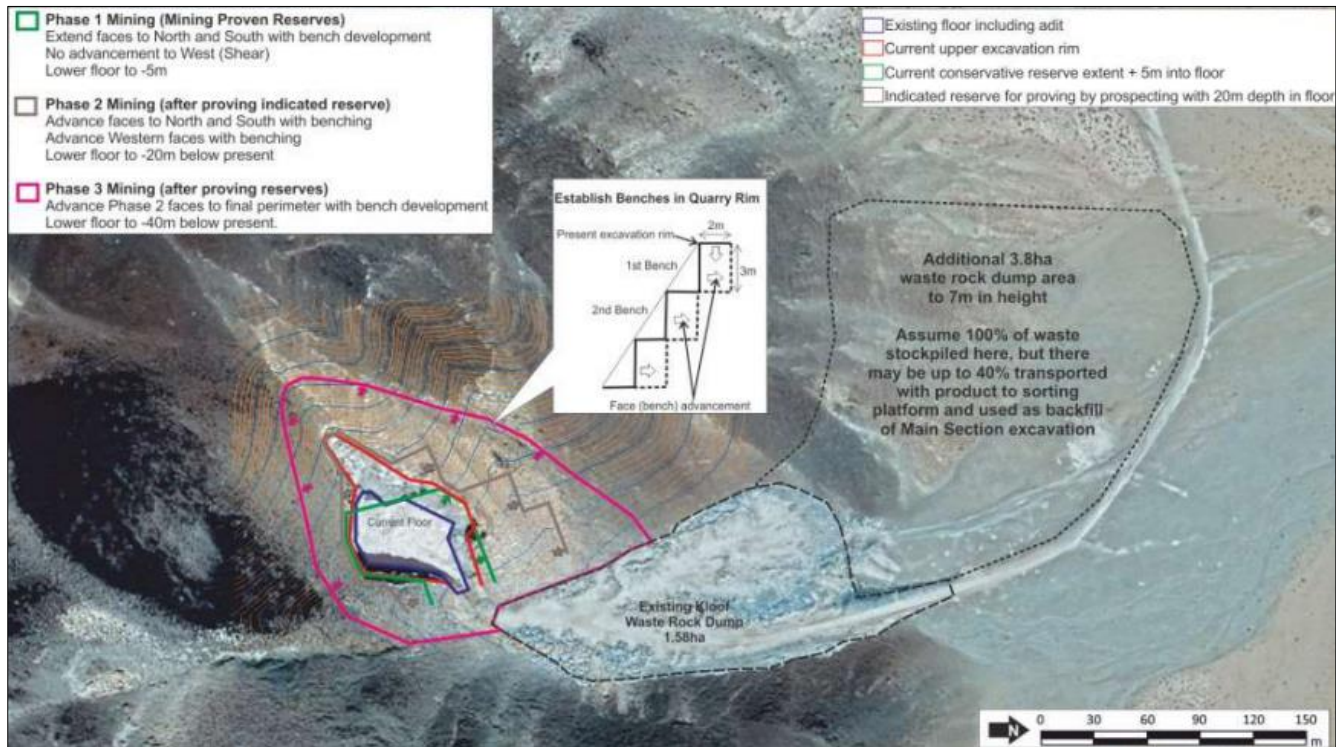 Phase 1 Mining (Mining Proven Reserves)
Extend faces to North and South with bench development
No advancement to West (Shear)
Lower floor to -5m
Phase 2 Mining (after proving indicated reserve)
Advance faces to North and South with benching
Advance Western faces with benching
Lower floor to -20m below present
Phase 3 Mining (after proving reserves)
Advance Phase 2 faces to final perimeter with bench development
Lower floor to -40m below present.
Existing floor including adit
Current upper excavation rim
Current conservative reserve extent + 5m into floor
Indicated reserve for proving by prospecting with 20m depth in floor
Establish Benches in Quarry Rim
2m
Present excavation rim
1st Bench
3m
2nd Bench
Face (bench) advancement
Additional 3.8ha
waste rock dump area
to 7m in height
Assume 100% of waste
stockpiled here, but there
may be up to 40% transported
with product to sorting
platform and used as backfill
of Main Section excavation
Current Floor
Existing Kloof
Waste Rock Dump
1.58ha
N
0 30 60 90 120 150
m